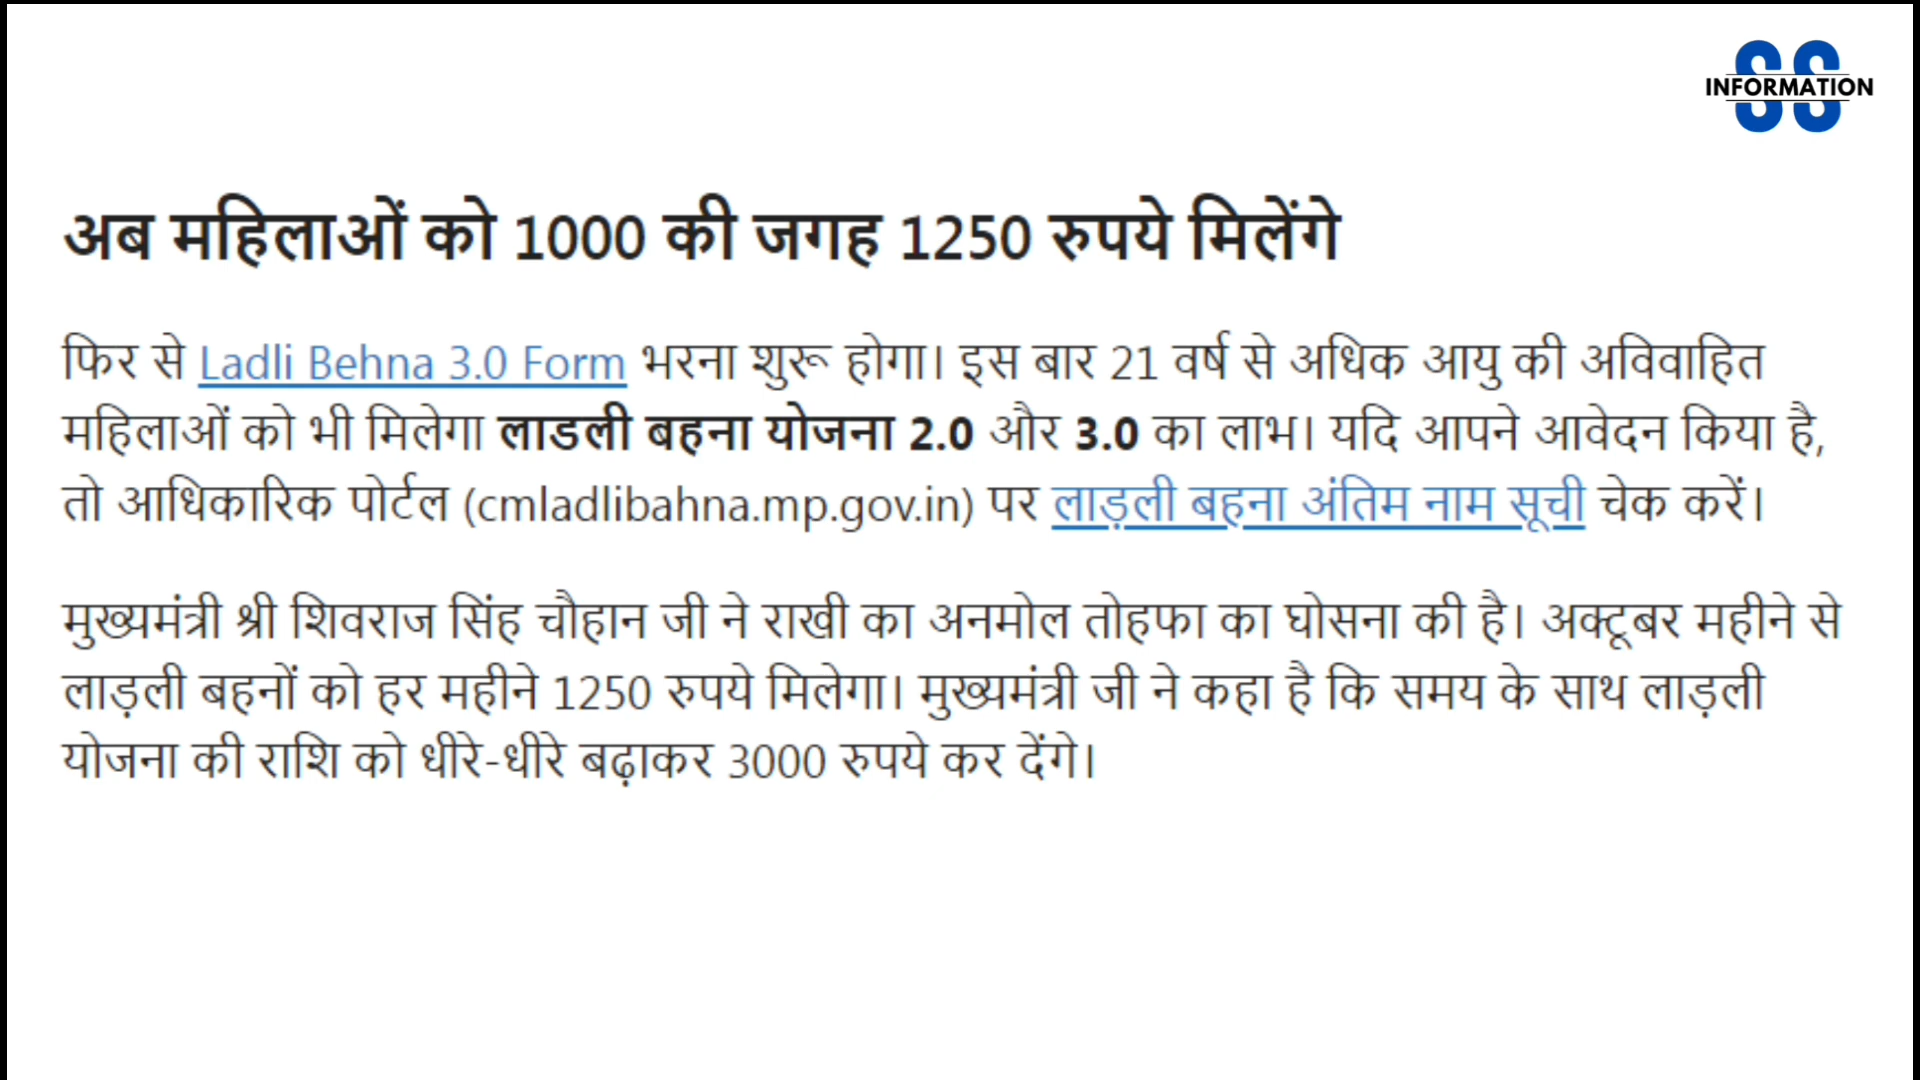 SS
INFORMATION
अब महिलाओं को 1000 की जगह 1250 रुपये मिलेंगे
फिर से Ladli Behna 3.0 Form भरना शुरू होगा। इस बार 21 वर्ष से अधिक आयु की अविवाहित
महिलाओं को भी मिलेगा लाडली बहना योजना 2.0 और 3.0 का लाभ। यदि आपने आवेदन किया है,
तो आधिकारिक पोर्टल (cmladlibahna.mp.gov.in) पर लाड़ली बहना अंतिम नाम सूची चेक करें।
मुख्यमंत्री श्री शिवराज सिंह चौहान जी ने राखी का अनमोल तोहफा का घोसना की है। अक्टूबर महीने से
लाड़ली बहनों को हर महीने 1250 रुपये मिलेगा। मुख्यमंत्री जी ने कहा है कि समय के साथ लाड़ली
योजना की राशि को धीरे-धीरे बढ़ाकर 3000 रुपये कर देंगे।